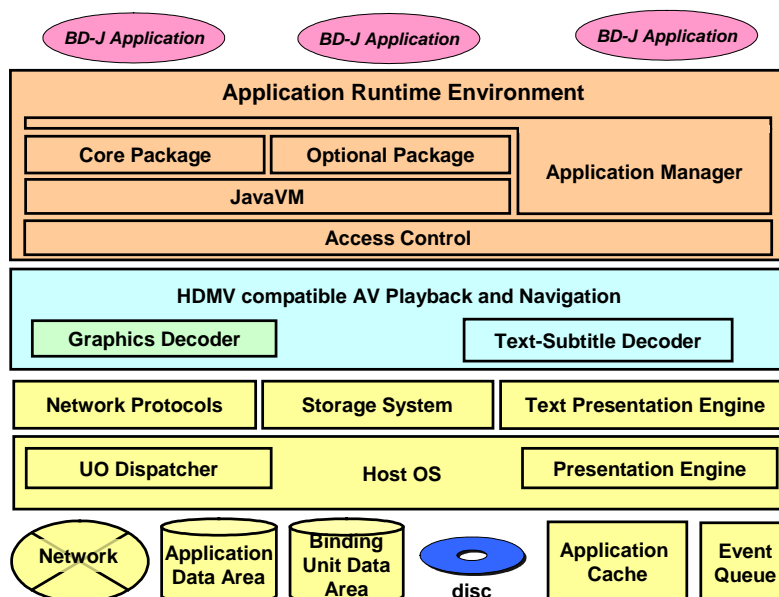 BD-J Application
BD-J Application
BD-J Application
Application Runtime Environment
Core Package
Optional Package
Application Manager
JavaVM
Access Control
HDMV compatible AV Playback and Navigation
Graphics Decoder
Text-Subtitle Decoder
Network Protocols
Storage System
Text Presentation Engine
UO Dispatcher
Host OS
Presentation Engine
Network
Application
Data Area
Binding
Unit Data
Area
disc
Application
Cache
Event
Queue